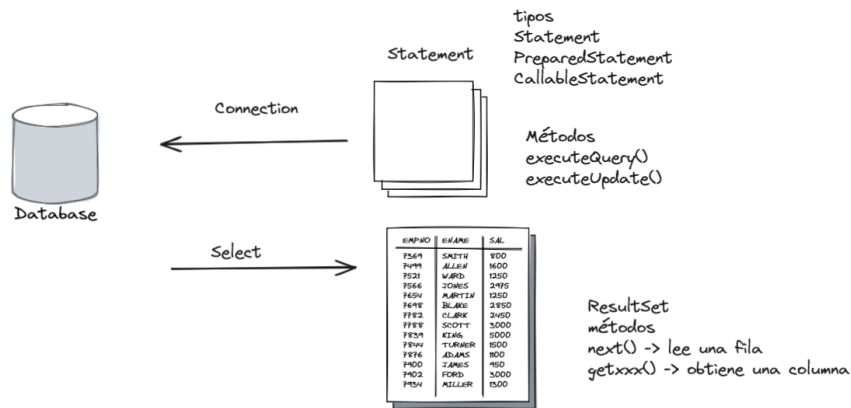 tipos
Statement
PreparedStatement
CallableStatement
Statement
Connection
Métodos
executeQuery()
executeUpdate()
Database
Select
EMPNO ENAME SAL
7369 SMITH 800
7499 ALLEN 1600
7521 WARD 1250
7566 JONES 2975
7654 MARTIN 1250
7698 BLAKE 2850
7782 CLARK 2450
7788 SCOTT 3000
7839 KING 5000
7844 TURNER 1500
7876 ADAMS 1100
7900 JAMES 950
7902 FORD 3000
7934 MILLER 1300
ResultSet
métodos
next() -> lee una fila
getxxx() -> obtiene una columna